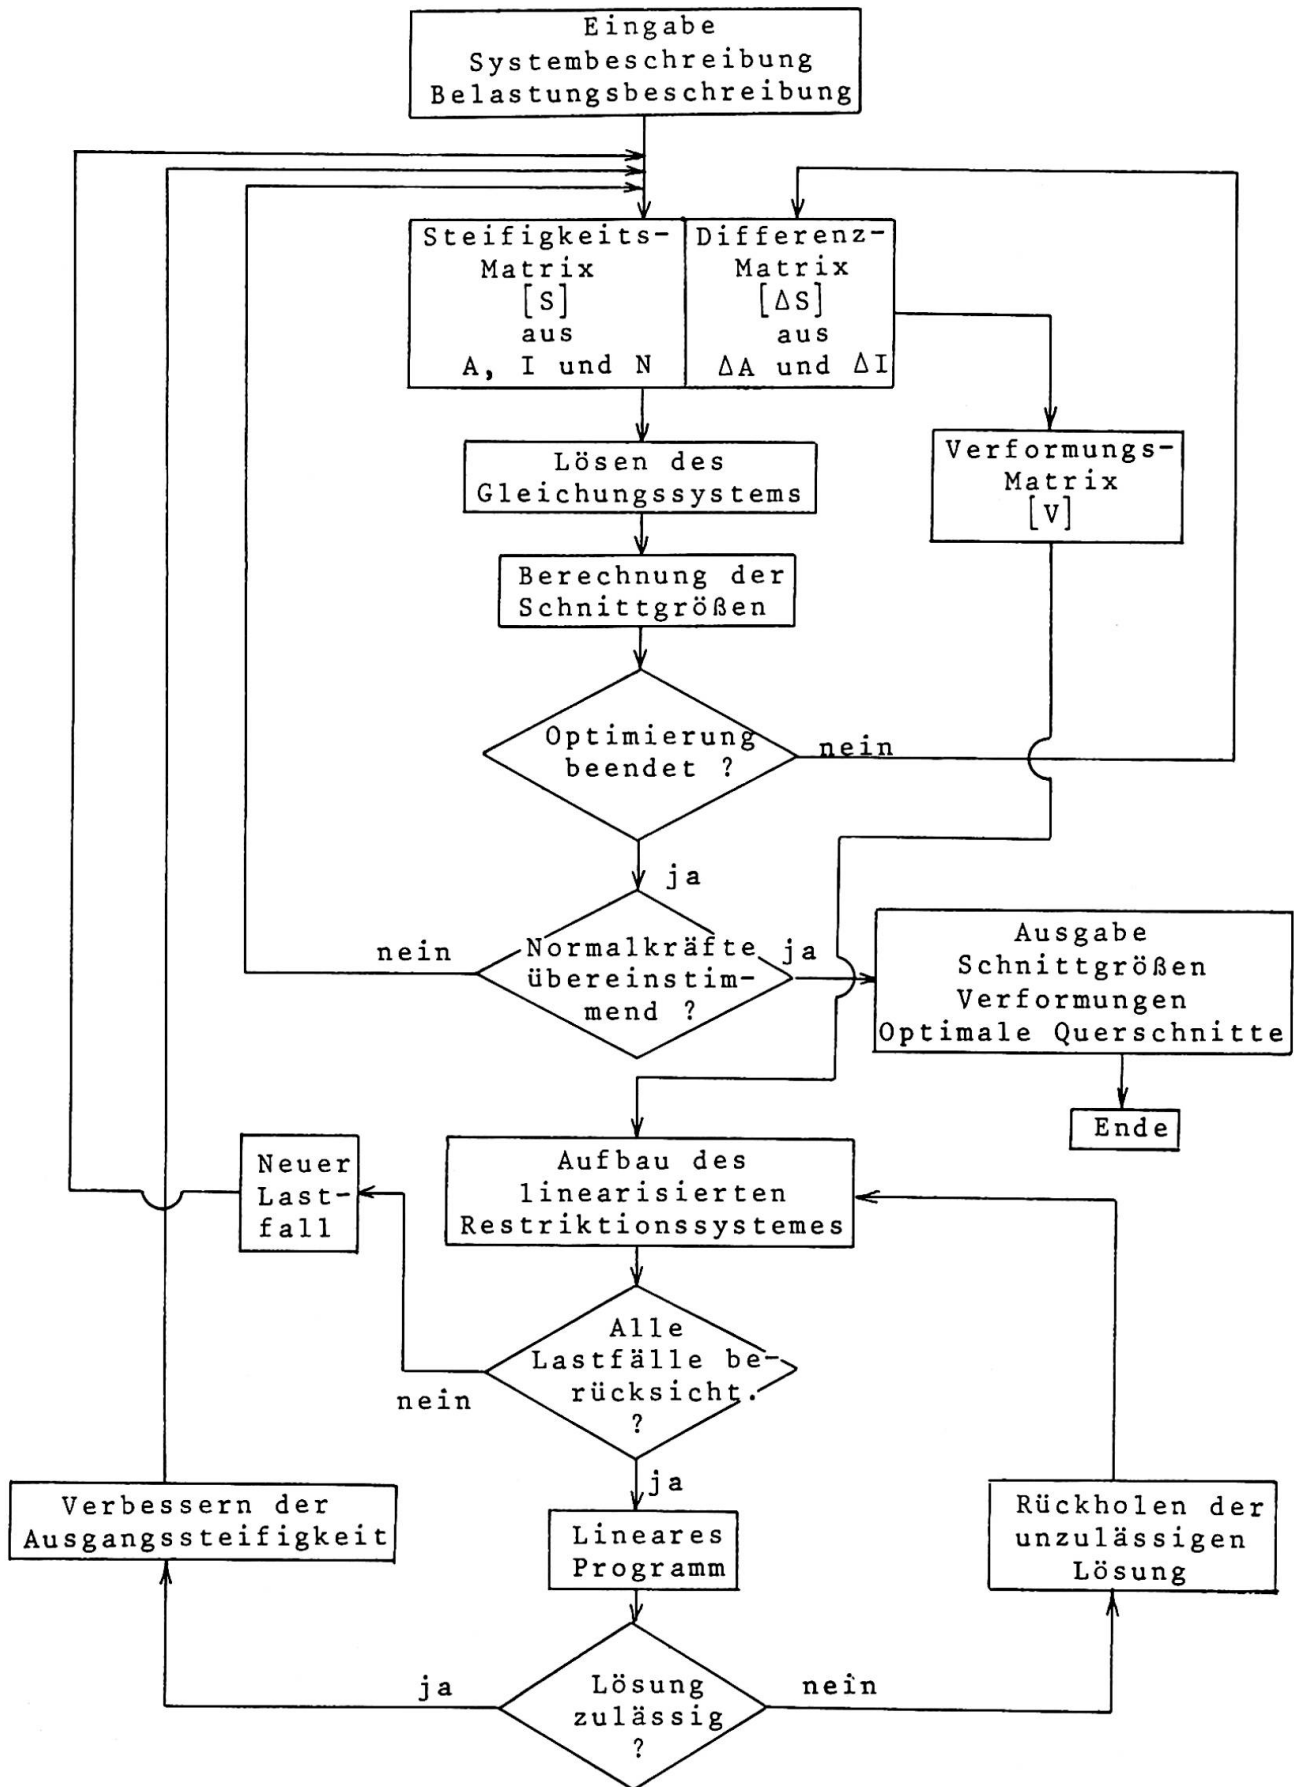 Eingabe
Systembeschreibung
Belastungsbeschreibung
Steifigkeits-
Matrix
[S]
aus
A, I und N
Differenz-
Matrix
[ΔS]
aus
ΔA und ΔI
Lösen des
Gleichungssystems
Verformungs-
Matrix
[V]
Berechnung der
Schnittgrößen
Optimierung
beendet ?
nein
ja
nein
Normalkräfte
übereinstim-
mend ?
ja
Ausgabe
Schnittgrößen
Verformungen
Optimale Querschnitte
Ende
Neuer
Last-
fall
Aufbau des
linearisierten
Restriktionssystemes
Alle
Lastfälle be-
rücksicht.
?
nein
ja
Verbessern der
Ausgangssteifigkeit
Lineares
Programm
Rückholen der
unzulässigen
Lösung
ja
Lösung
zulässig
?
nein